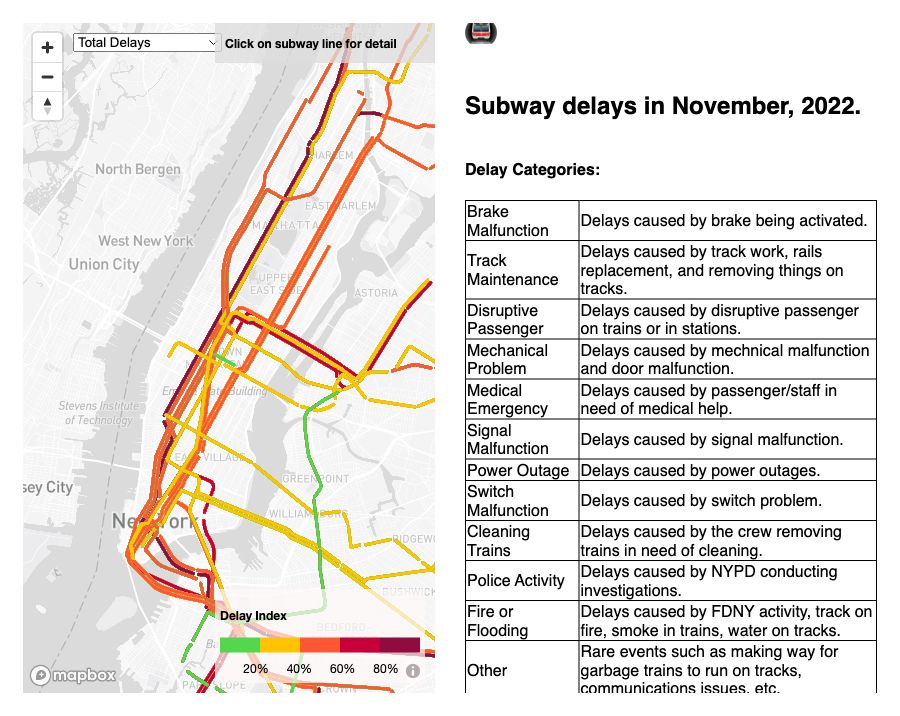 Total Delays
Click on subway line for detail
North Bergen
HARLEM
EAST HARLEM
MANHATTAN
West New York
Union City
UPPER
EAST SIDE
ASTORIA
Empire State Building
Stevens Institute
of Technology
EAST VILLAGE
GREENPOINT
sey City
New York
WILLIAMSBURG
RIDGEW
BUSHWICK
Delay Index
BEDFORD-
20% 40% 60% 80%
mapbox
PARK SLOPE
CROWN
Subway delays in November, 2022.
Delay Categories:
Brake
Malfunction
Delays caused by brake being activated.
Track
Maintenance
Delays caused by track work, rails
replacement, and removing things on
tracks.
Disruptive
Passenger
Delays caused by disruptive passenger
on trains or in stations.
Mechanical
Problem
Delays caused by mechnical malfunction
and door malfunction.
Medical
Emergency
Delays caused by passenger/staff in
need of medical help.
Signal
Malfunction
Delays caused by signal malfunction.
Power Outage
Delays caused by power outages.
Switch
Malfunction
Delays caused by switch problem.
Cleaning
Trains
Delays caused by the crew removing
trains in need of cleaning.
Police Activity
Delays caused by NYPD conducting
investigations.
Fire or
Flooding
Delays caused by FDNY activity, track on
fire, smoke in trains, water on tracks.
Other
Rare events such as making way for
garbage trains to run on tracks,
communications issues, etc.